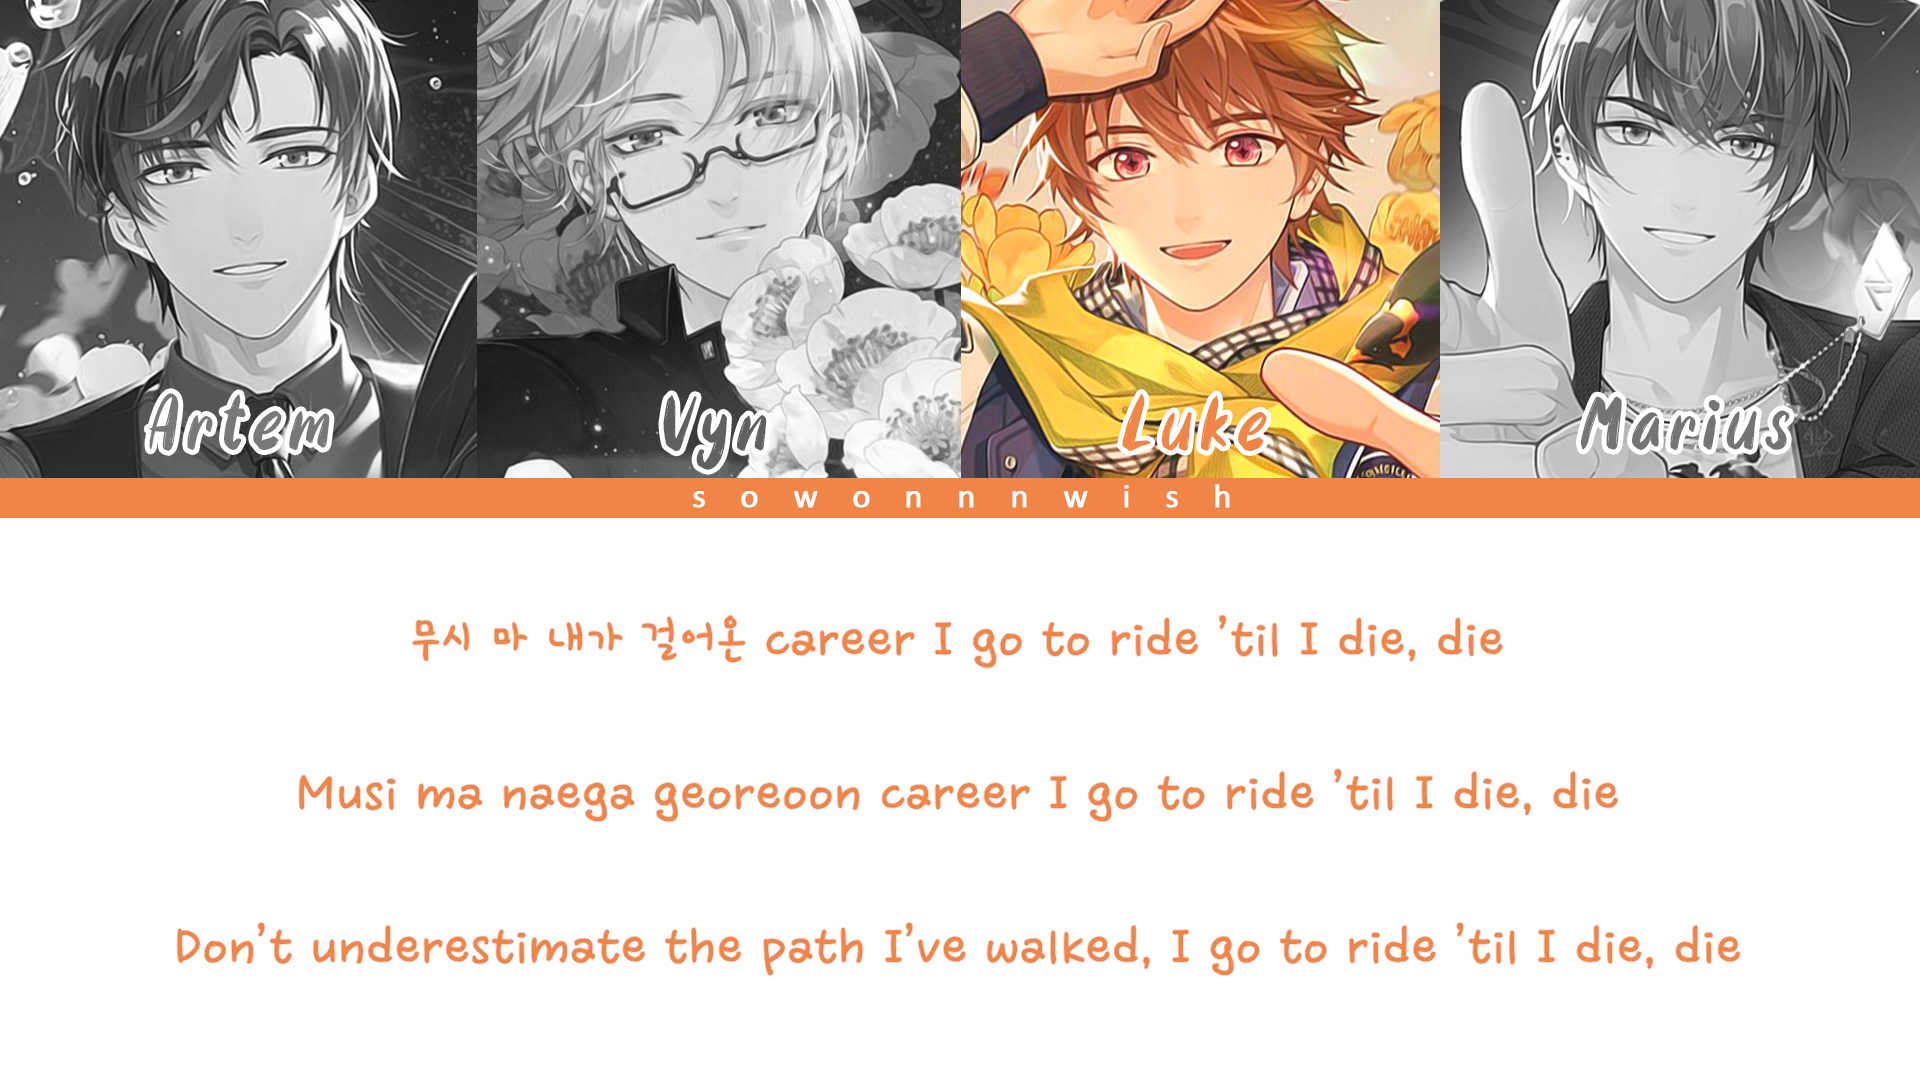 Artem Vyn Luke Marius
sowonnnwish
무시 마 내가 걸어온 career I go to ride 'til I die, die
Musi ma naega georeoon career I go to ride 'til I die, die
Don't underestimate the path I've walked, I go to ride 'til I die, die